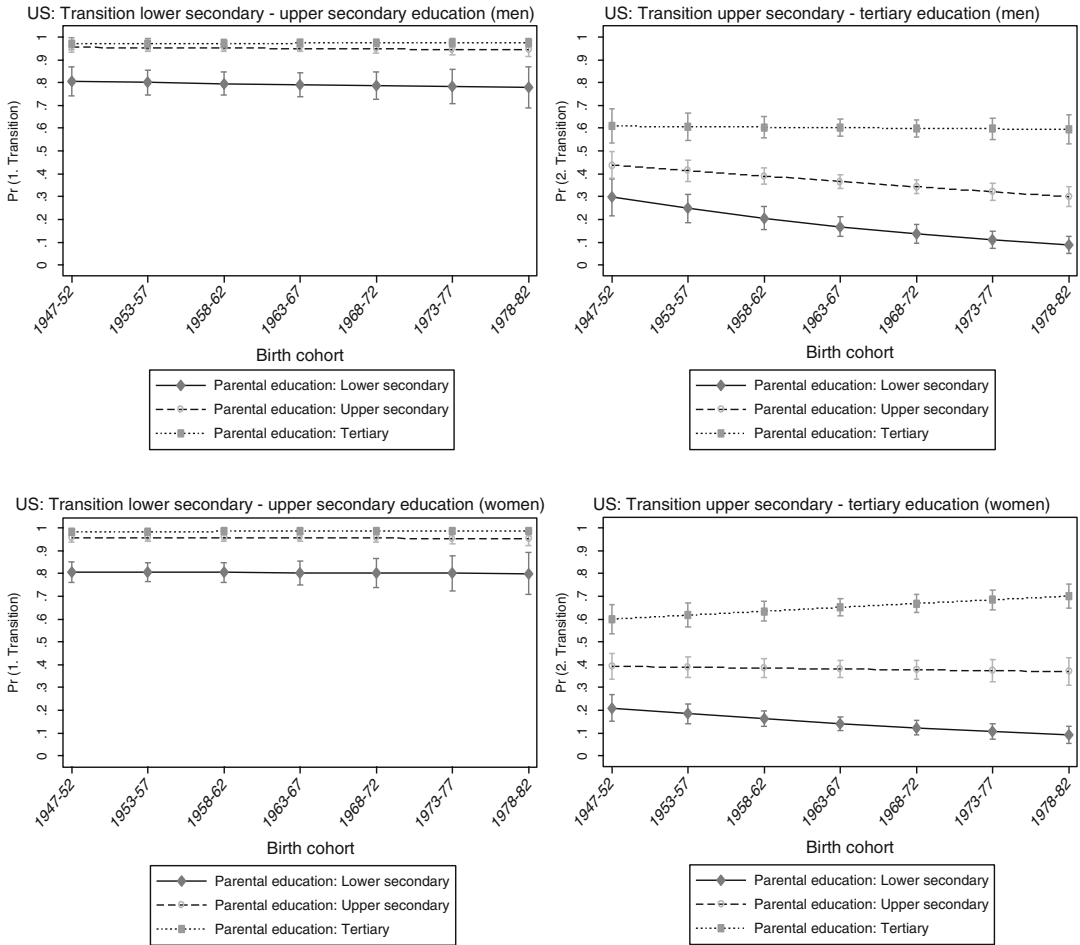 US: Transition lower secondary - upper secondary education (men)
Pr (1. Transition)
0 .1 .2 .3 .4 .5 .6 .7 .8 .9 1
1947-52 1953-57 1958-62 1963-67 1968-72 1973-77 1978-82
Birth cohort
Parental education: Lower secondary
Parental education: Upper secondary
Parental education: Tertiary
US: Transition upper secondary - tertiary education (men)
Pr (2. Transition)
0 .1 .2 .3 .4 .5 .6 .7 .8 .9 1
1947-52 1953-57 1958-62 1963-67 1968-72 1973-77 1978-82
Birth cohort
Parental education: Lower secondary
Parental education: Upper secondary
Parental education: Tertiary
US: Transition lower secondary - upper secondary education (women)
Pr (1. Transition)
0 .1 .2 .3 .4 .5 .6 .7 .8 .9 1
1947-52 1953-57 1958-62 1963-67 1968-72 1973-77 1978-82
Birth cohort
Parental education: Lower secondary
Parental education: Upper secondary
Parental education: Tertiary
US: Transition upper secondary - tertiary education (women)
Pr (2. Transition)
0 .1 .2 .3 .4 .5 .6 .7 .8 .9 1
1947-52 1953-57 1958-62 1963-67 1968-72 1973-77 1978-82
Birth cohort
Parental education: Lower secondary
Parental education: Upper secondary
Parental education: Tertiary